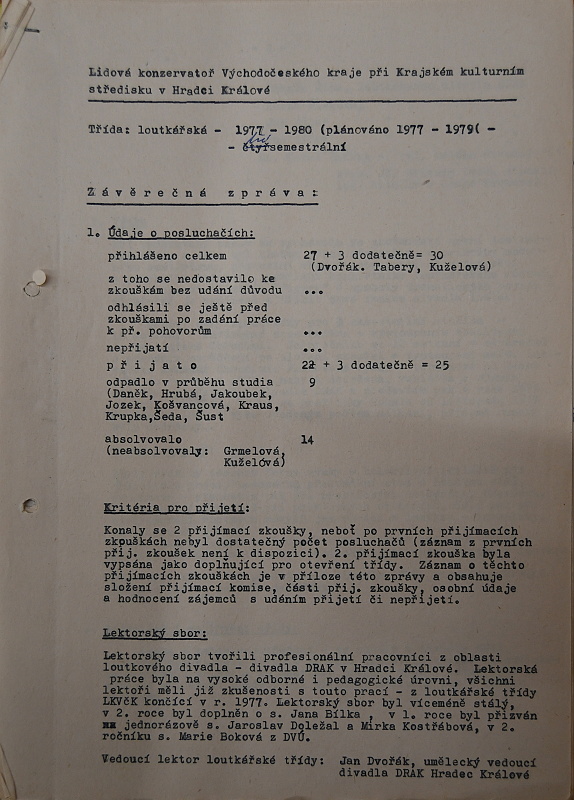 Lidová konzervatoř Východočeského kraje při Krajském kulturním
středisku v Hradci Králové
Třída: loutkářská - 1977 - 1980 (plánováno 1977 - 1979( -
- čtyřsemestrální
Z á v ě r e č n á  z p r á v a :
1. Údaje o posluchačích:
přihlášeno celkem 27 + 3 dodatečně= 30
(Dvořák. Tabery, Kuželová)
z toho se nedostavilo ke
zkouškám bez udání důvodu ...
odhlásili se ještě před
zkouškami po zadání práce
k př. pohovorům ...
nepřijatí ...
p ř i j a t o 22 + 3 dodatečně = 25
odpadlo v průběhu studia 9
(Daněk, Hrubá, Jakoubek,
Jozek, Košvancová, Kraus,
Krupka,Šeda, Šust
absolvovalo 14
(neabsolvovaly: Grmelová,
Kuželóvá)
Kritéria pro přijetí:
Konaly se 2 přijímací zkoušky, neboť po prvních přijímacích
zkpuškách nebyl dostatečný počet posluchačů (záznam z prvních
přij. zkoušek není k dispozici). 2. přijímací zkouška byla
vypsána jako doplňující pro otevření třídy. Záznam o těchto
přijímacích zkouškách je v příloze této zprávy a obsahuje
složení přijímací komise, části přij. zkoušky, osobní údaje
a hodnocení zájemců s udáním přijetí či nepřijetí.
Lektorský sbor:
Lektorský sbor tvořili profesionální pracovníci z oblasti
loutkového divadla - divadla DRAK v Hradci Králové. Lektorská
práce byla na vysoké odborné i pedagogické úrovni, všichni
lektoři měli již zkušenosti s touto prací - z loutkářské třídy
LKVčK končící v r. 1977. Lektorský sbor byl víceméně stálý,
v 2. roce byl doplněn o s. Jana Bílka , v 1. roce byl přizván
jednorázově s. Jaroslav Doležal a Mirka Kostřábová, v 2.
ročníku s. Marie Boková z DVÚ.
Vedoucí lektor loutkářské třídy: Jan Dvořák, umělecký vedoucí
divadla DRAK Hradec Králové